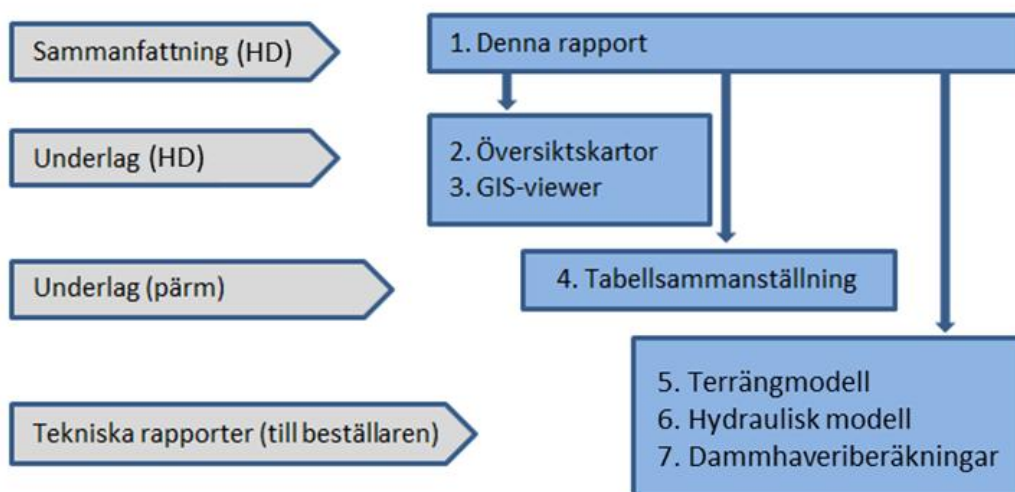 Sammanfattning (HD)
1. Denna rapport
Underlag (HD)
2. Översiktskartor
3. GIS-viewer
Underlag (pärm)
4. Tabellsammanställning
Tekniska rapporter (till beställaren)
5. Terrängmodell
6. Hydraulisk modell
7. Dammhaveriberäkningar